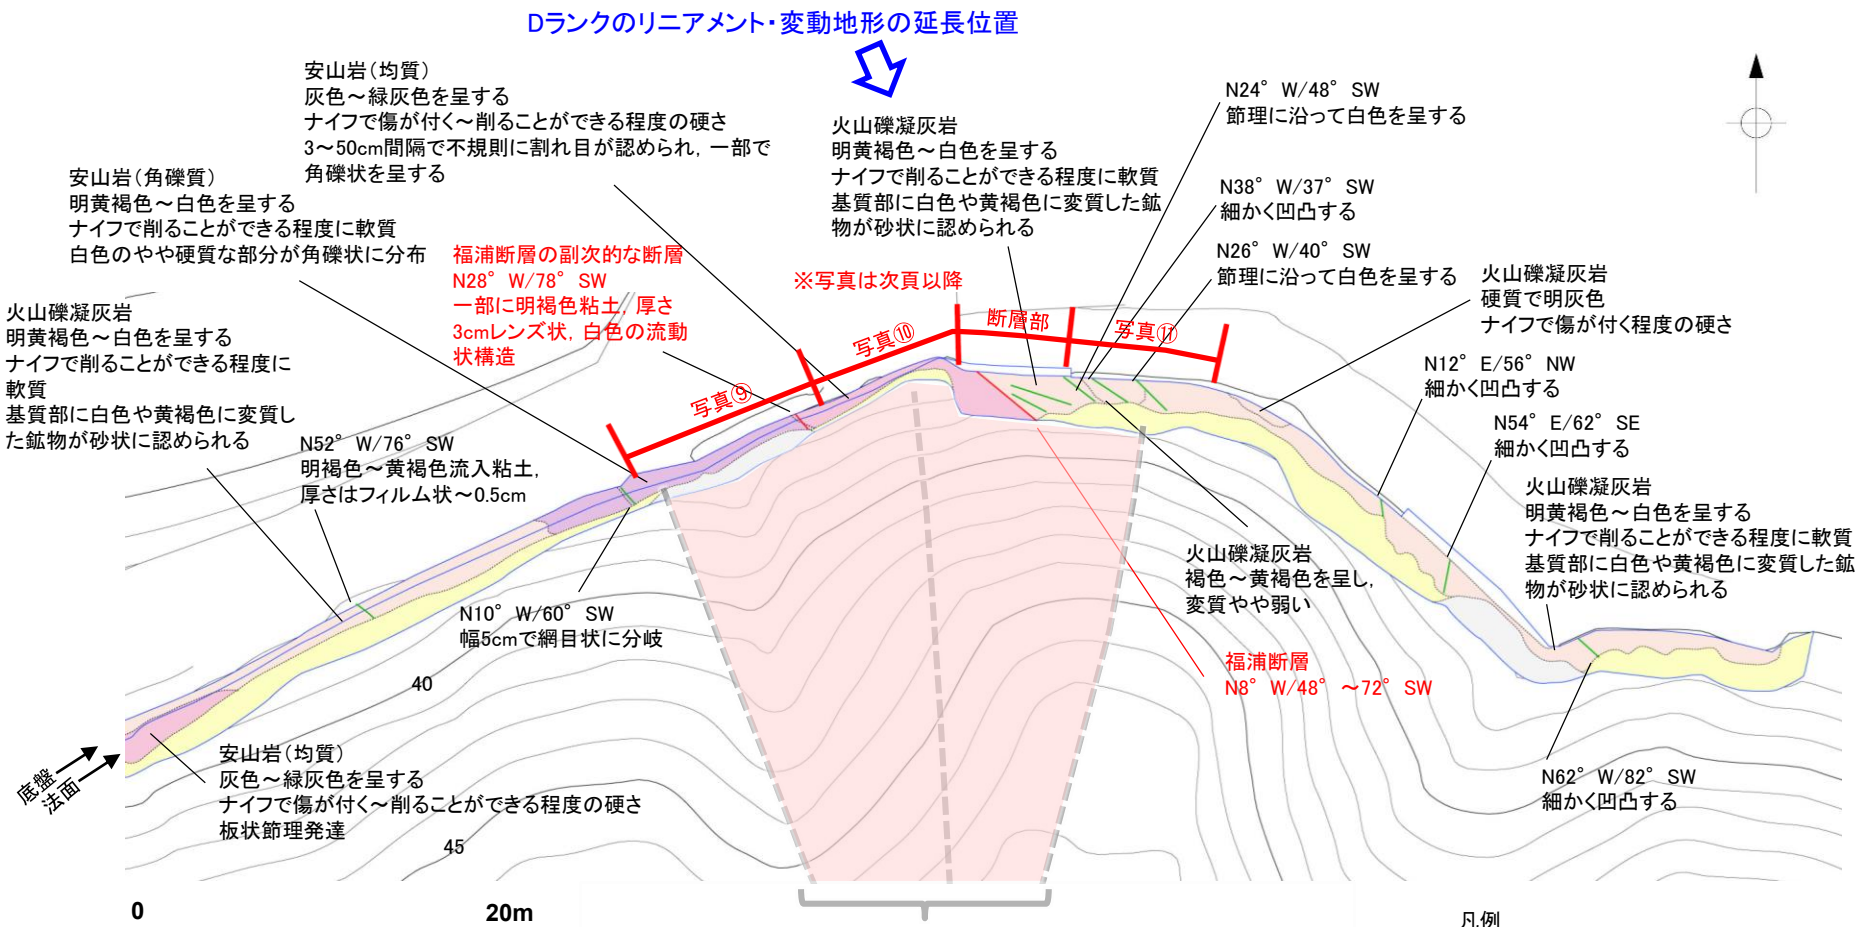 Dランクのリニアメント・変動地形の延長位置
安山岩（均質）
灰色～緑灰色を呈する
ナイフで傷が付く～削ることができる程度の硬さ
3～50cm間隔で不規則に割れ目が認められ，一部で
角礫状を呈する
火山礫凝灰岩
明黄褐色～白色を呈する
ナイフで削ることができる程度に軟質
基質部に白色や黄褐色に変質した鉱
物が砂状に認められる
N24°W/48°SW
節理に沿って白色を呈する
N38°W/37°SW
細かく凹凸する
N26°W/40°SW
節理に沿って白色を呈する
安山岩（角礫質）
明黄褐色～白色を呈する
ナイフで削ることができる程度に軟質
白色のやや硬質な部分が角礫状に分布
福浦断層の副次的な断層
N28°W/78°SW
一部に明褐色粘土，厚さ
3cmレンズ状，白色の流動
状構造
※写真は次頁以降
火山礫凝灰岩
硬質で明灰色
ナイフで傷が付く程度の硬さ
火山礫凝灰岩
明黄褐色～白色を呈する
ナイフで削ることができる程度に
軟質
基質部に白色や黄褐色に変質し
た鉱物が砂状に認められる
写真⑨
写真⑩
断層部
写真⑪
N12°E/56°NW
細かく凹凸する
N54°E/62°SE
細かく凹凸する
N52°W/76°SW
明褐色～黄褐色流入粘土，
厚さはフィルム状～0.5cm
火山礫凝灰岩
明黄褐色～白色を呈する
ナイフで削ることができる程度に軟質
基質部に白色や黄褐色に変質した鉱
物が砂状に認められる
火山礫凝灰岩
褐色～黄褐色を呈し，
変質やや弱い
N10°W/60°SW
幅5cmで網目状に分岐
福浦断層
N8°W/48°～72°SW
40
底盤
法面
安山岩（均質）
灰色～緑灰色を呈する
ナイフで傷が付く～削ることができる程度の硬さ
板状節理発達
N62°W/82°SW
細かく凹凸する
45
0
20m
凡例